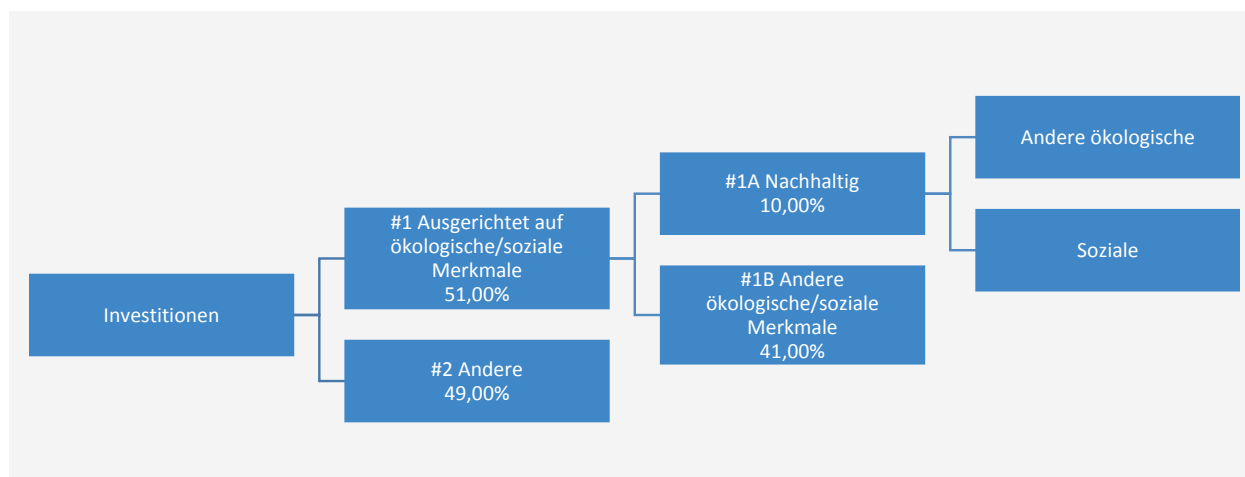 Investitionen
#1 Ausgerichtet auf
ökologische/soziale
Merkmale
51,00%
#2 Andere
49,00%
#1A Nachhaltig
10,00%
#1B Andere
ökologische/soziale
Merkmale
41,00%
Andere ökologische
Soziale